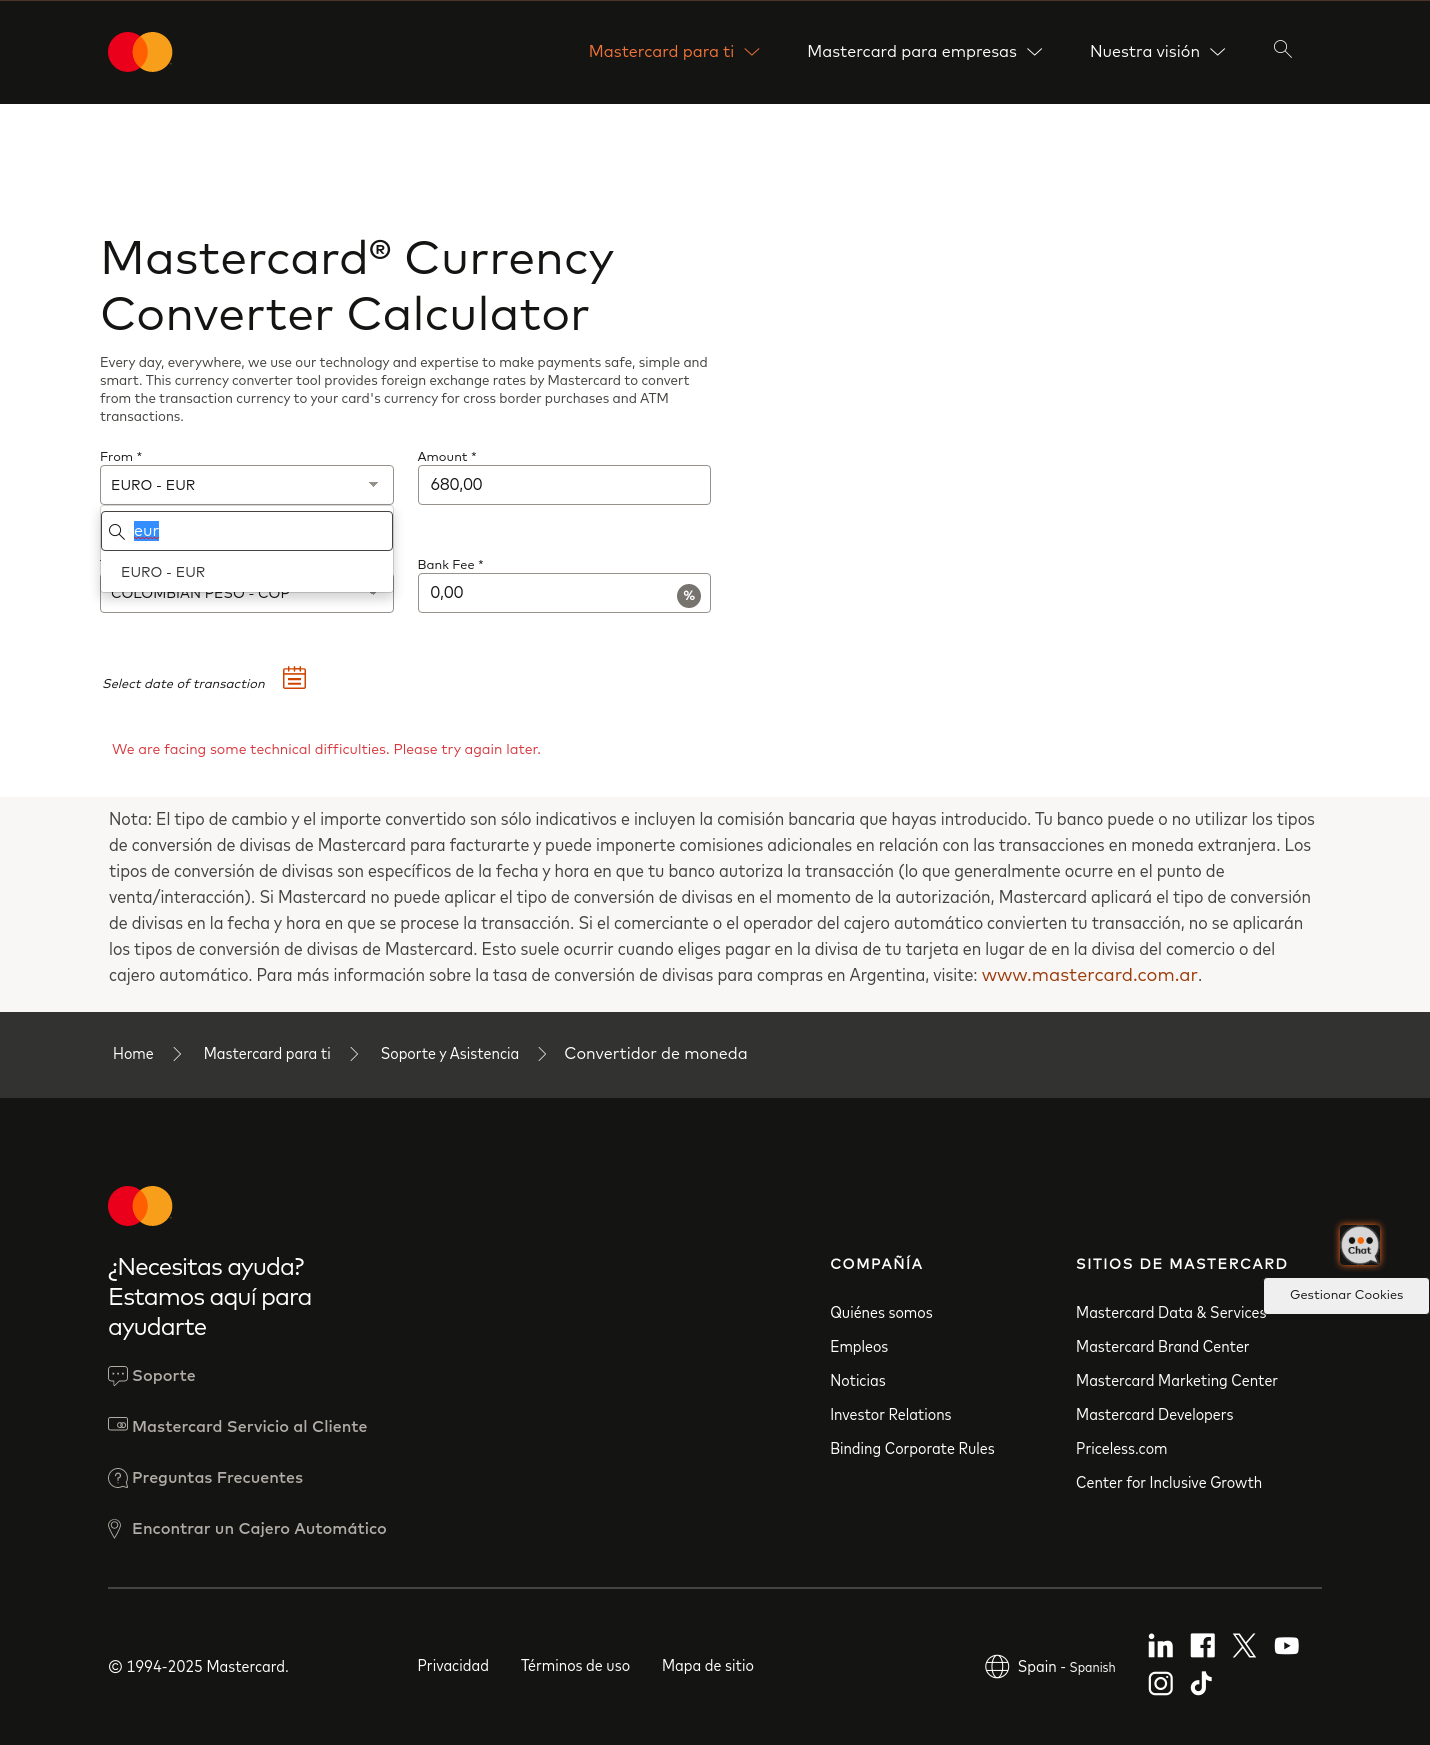 Mastercard para ti
Mastercard para empresas
Nuestra visión
Mastercard® Currency
Converter Calculator
Every day, everywhere, we use our technology and expertise to make payments safe, simple and
smart. This currency converter tool provides foreign exchange rates by Mastercard to convert
from the transaction currency to your card's currency for cross border purchases and ATM
transactions.
From *
Amount *
EURO - EUR
680,00
eur
EURO - EUR
Bank Fee *
COLOMBIAN PESO - COP
0,00
%
Select date of transaction
We are facing some technical difficulties. Please try again later.
Nota: El tipo de cambio y el importe convertido son sólo indicativos e incluyen la comisión bancaria que hayas introducido. Tu banco puede o no utilizar los tipos
de conversión de divisas de Mastercard para facturarte y puede imponerte comisiones adicionales en relación con las transacciones en moneda extranjera. Los
tipos de conversión de divisas son específicos de la fecha y hora en que tu banco autoriza la transacción (lo que generalmente ocurre en el punto de
venta/interacción). Si Mastercard no puede aplicar el tipo de conversión de divisas en el momento de la autorización, Mastercard aplicará el tipo de conversión
de divisas en la fecha y hora en que se procese la transacción. Si el comerciante o el operador del cajero automático convierten tu transacción, no se aplicarán
los tipos de conversión de divisas de Mastercard. Esto suele ocurrir cuando eliges pagar en la divisa de tu tarjeta en lugar de en la divisa del comercio o del
cajero automático. Para más información sobre la tasa de conversión de divisas para compras en Argentina, visite: www.mastercard.com.ar.
Home
Mastercard para ti
Soporte y Asistencia
Convertidor de moneda
¿Necesitas ayuda?
Estamos aquí para
ayudarte
Soporte
Mastercard Servicio al Cliente
Preguntas Frecuentes
Encontrar un Cajero Automático
COMPAÑÍA
Quiénes somos
Empleos
Noticias
Investor Relations
Binding Corporate Rules
SITIOS DE MASTERCARD
Mastercard Data & Services
Mastercard Brand Center
Mastercard Marketing Center
Mastercard Developers
Priceless.com
Center for Inclusive Growth
Chat
Gestionar Cookies
© 1994-2025 Mastercard.
Privacidad
Términos de uso
Mapa de sitio
Spain - Spanish